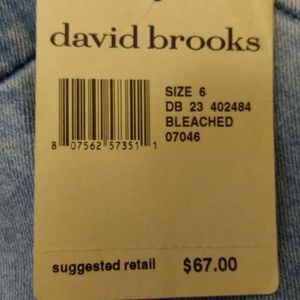 david brooks
SIZE 6
DB 23 402484
BLEACHED
07046
8 07562 57351 1
suggested retail $67.00